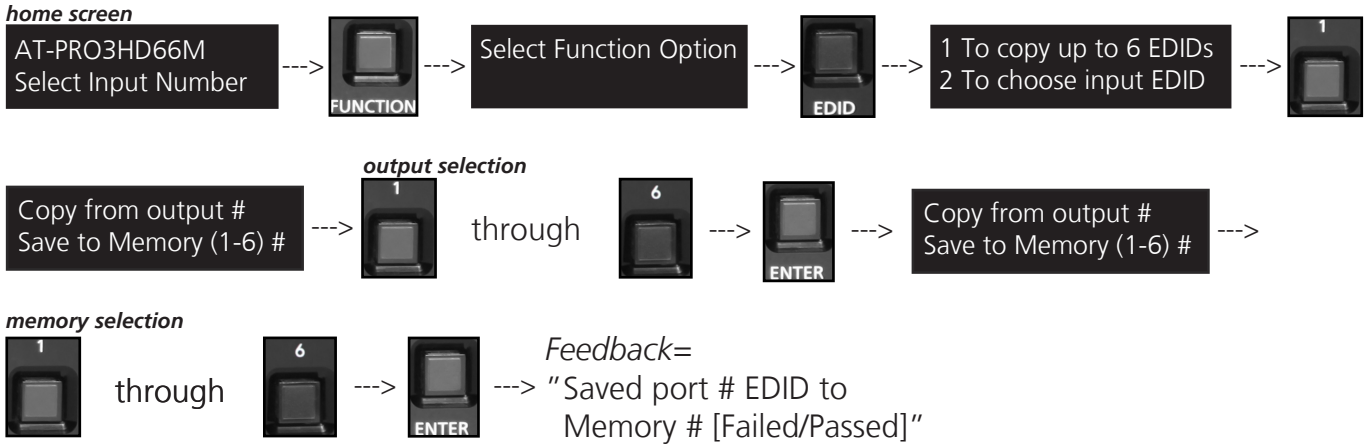 home screen
AT-PRO3HD66M
Select Input Number
--->
FUNCTION
--->
Select Function Option
--->
EDID
--->
1 To copy up to 6 EDIDs
2 To choose input EDID
--->
1
Copy from output #
Save to Memory (1-6) #
--->
output selection
1
through
6
--->
ENTER
--->
Copy from output #
Save to Memory (1-6) #
--->
memory selection
1
through
6
--->
ENTER
--->
Feedback=
"Saved port # EDID to
Memory # [Failed/Passed]"